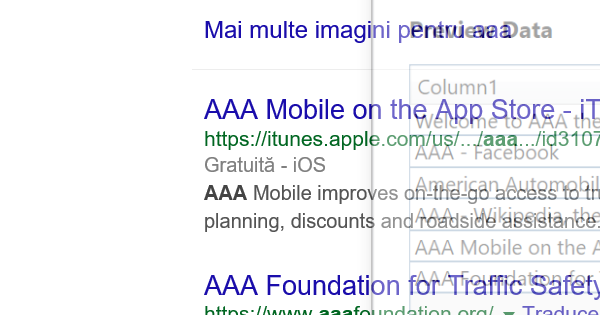 Mai multe imagini pentru aaa
Preview Data
Column1
AAA Mobile on the App Store - iT
Welcome to AAA the
https://itunes.apple.com/us/.../aaa.../id3107
AAA - Facebook
Gratuită - iOS
American Automobil
AAA Mobile improves on-the-go access to th
AAA - Wikipedia, the
planning, discounts and roadside assistance.
AAA Mobile on the A
AAA Foundation for Traffic Safety
AAA Foundation for
https://www.aaafoundation.org/ Traduce